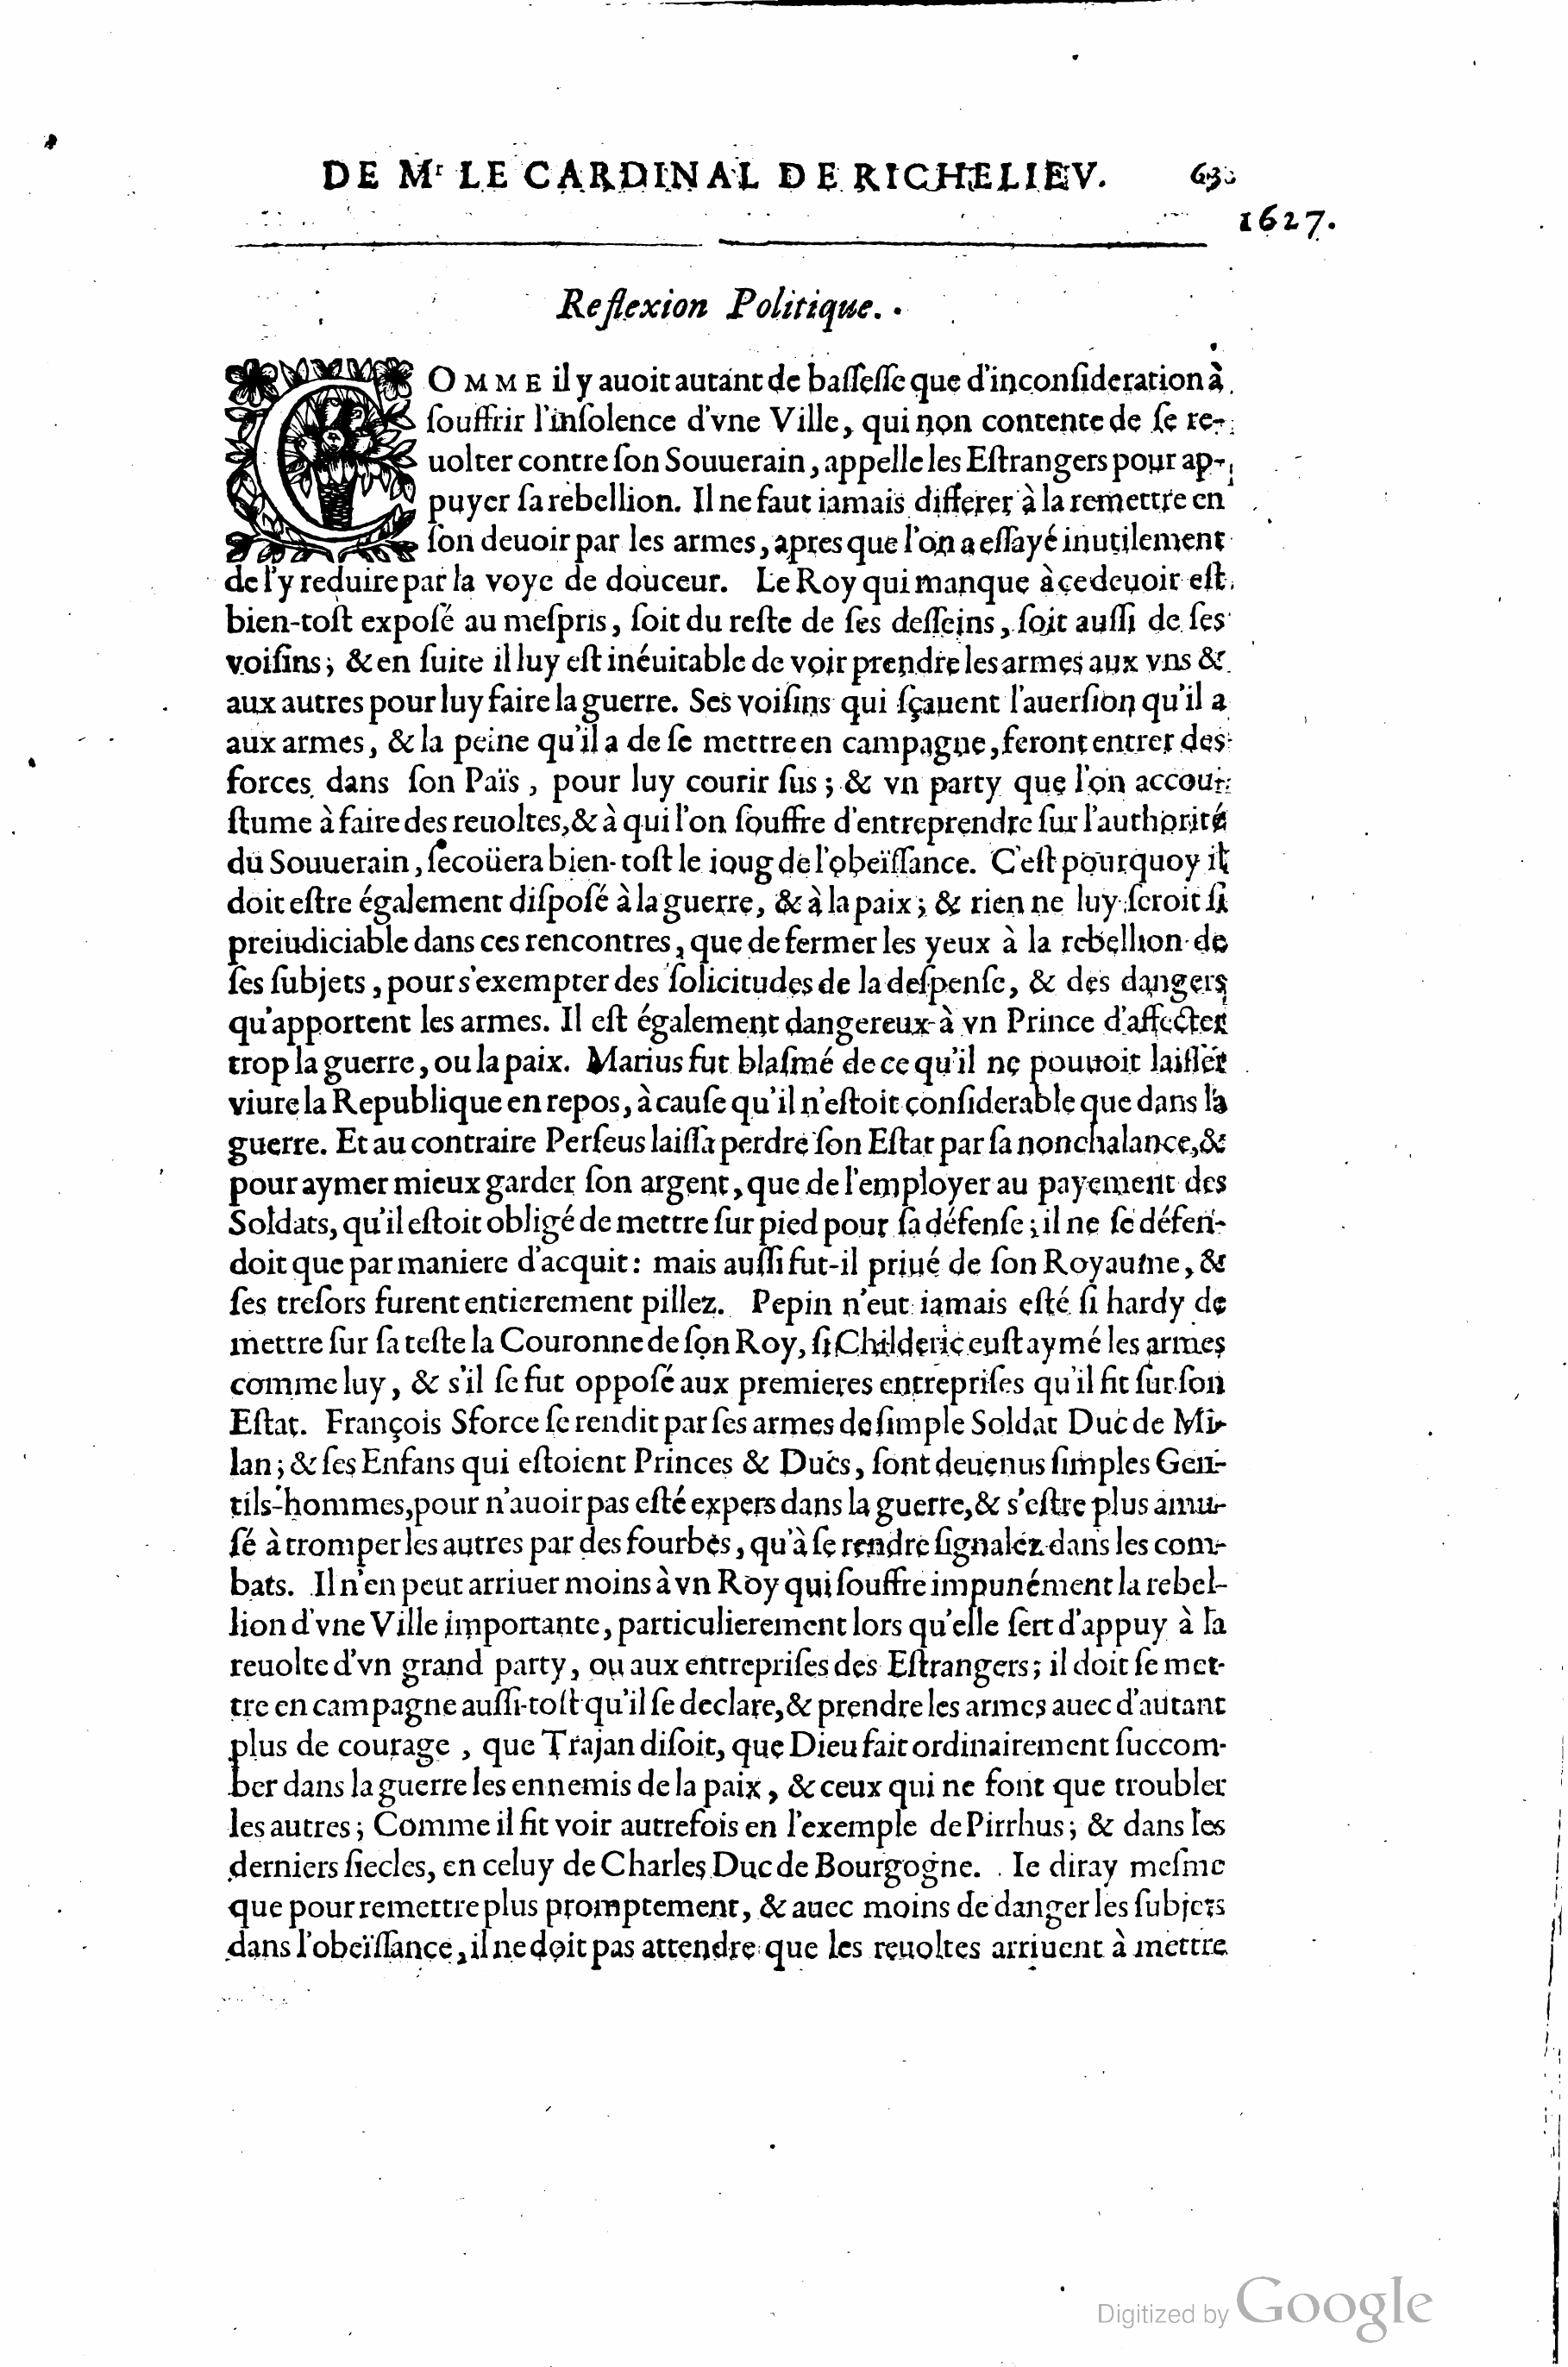 DE Mr LE CARDINAL DE RICHELIEV.
1627.
Reflexion Politique.
COMME il y auoit autant de baſſeſſe que d'inconſideration à
ſouffrir l'inſolence d'vne Ville, qui non contente de ſe re-
uolter contre ſon Souuerain, appelle les Eſtrangers pour ap-
puyer ſa rebellion. Il ne faut iamais differer à la remettre en
ſon deuoir par les armes, apres que l'on a eſſayé inutilement
de l'y reduire par la voye de douceur. Le Roy qui manque à ce deuoir eſt
bien-toſt expoſé au meſpris, ſoit du reſte de ſes deſſeins, ſoit auſſi de ſes
voiſins; & en ſuite il luy eſt inéuitable de voir prendre les armes aux vns &
aux autres pour luy faire la guerre. Ses voiſins qui ſçauent l'auerſion qu'il a
aux armes, & la peine qu'il a de ſe mettre en campagne, feront entrer des
forces dans ſon Païs, pour luy courir ſus; & vn party que l'on accou-
ſtume à faire des reuoltes, & à qui l'on ſouffre d'entreprendre ſur l'authorité
du Souuerain, ſecoüera bien-toſt le ioug de l'obeïſſance. C'eſt pourquoy il
doit eſtre également diſpoſé à la guerre, & à la paix; & rien ne luy ſeroit ſi
preiudiciable dans ces rencontres, que de fermer les yeux à la rebellion de
ſes ſubjets, pour s'exempter des ſolicitudes de la deſpenſe, & des dangers
qu'apportent les armes. Il eſt également dangereux à vn Prince d'affecter
trop la guerre, ou la paix. Marius fut blaſmé de ce qu'il ne pouuoit laiſſer
viure la Republique en repos, à cauſe qu'il n'eſtoit conſiderable que dans la
guerre. Et au contraire Perſeus laiſſa perdre ſon Eſtat par ſa nonchalance, &
pour aymer mieux garder ſon argent, que de l'employer au payement des
Soldats, qu'il eſtoit obligé de mettre ſur pied pour ſa défenſe; il ne ſe défen-
doit que par maniere d'acquit: mais auſſi fut-il priué de ſon Royaume, &
ſes treſors furent entierement pillez. Pepin n'eut iamais eſté ſi hardy de
mettre ſur ſa teſte la Couronne de ſon Roy, ſi Childeric euſt aymé les armes
comme luy, & s'il ſe fut oppoſé aux premieres entrepriſes qu'il fit ſur ſon
Eſtat. François Sforce ſe rendit par ſes armes de ſimple Soldat Duc de Mi-
lan; & ſes Enfans qui eſtoient Princes & Ducs, ſont deuenus ſimples Gen-
tils-hommes, pour n'auoir pas eſté expers dans la guerre, & s'eſtre plus amu-
ſé à tromper les autres par des fourbes, qu'à ſe rendre ſignalez dans les com-
bats. Il n'en peut arriuer moins à vn Roy qui ſouffre impunément la rebel-
lion d'vne Ville importante, particulierement lors qu'elle ſert d'appuy à la
reuolte d'vn grand party, ou aux entrepriſes des Eſtrangers; il doit ſe met-
tre en campagne auſſi-toſt qu'il ſe declare, & prendre les armes auec d'autant
plus de courage, que Trajan diſoit, que Dieu fait ordinairement ſuccom-
ber dans la guerre les ennemis de la paix, & ceux qui ne font que troubler
les autres; Comme il fit voir autrefois en l'exemple de Pirrhus; & dans les
derniers ſiecles, en celuy de Charles Duc de Bourgogne. Ie diray meſme
que pour remettre plus promptement, & auec moins de danger les ſubjets
dans l'obeïſſance, il ne doit pas attendre que les reuoltes arriuent à mettre
Digitized by Google